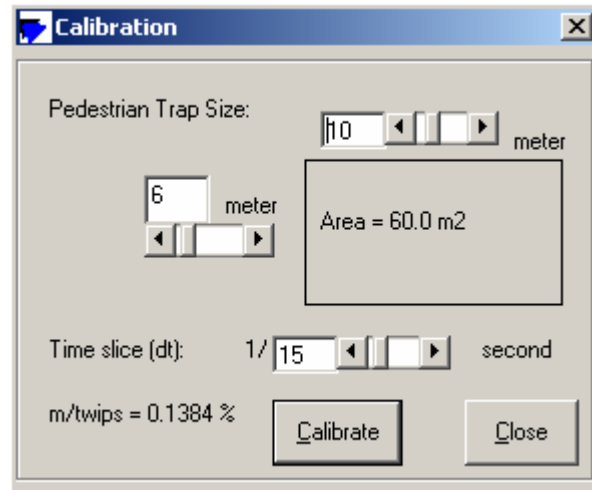 Calibration
Pedestrian Trap Size:
10
meter
6
meter
Area = 60.0 m2
Time slice (dt): 1/ 15 second
m/twips = 0.1384 %
Calibrate
Close